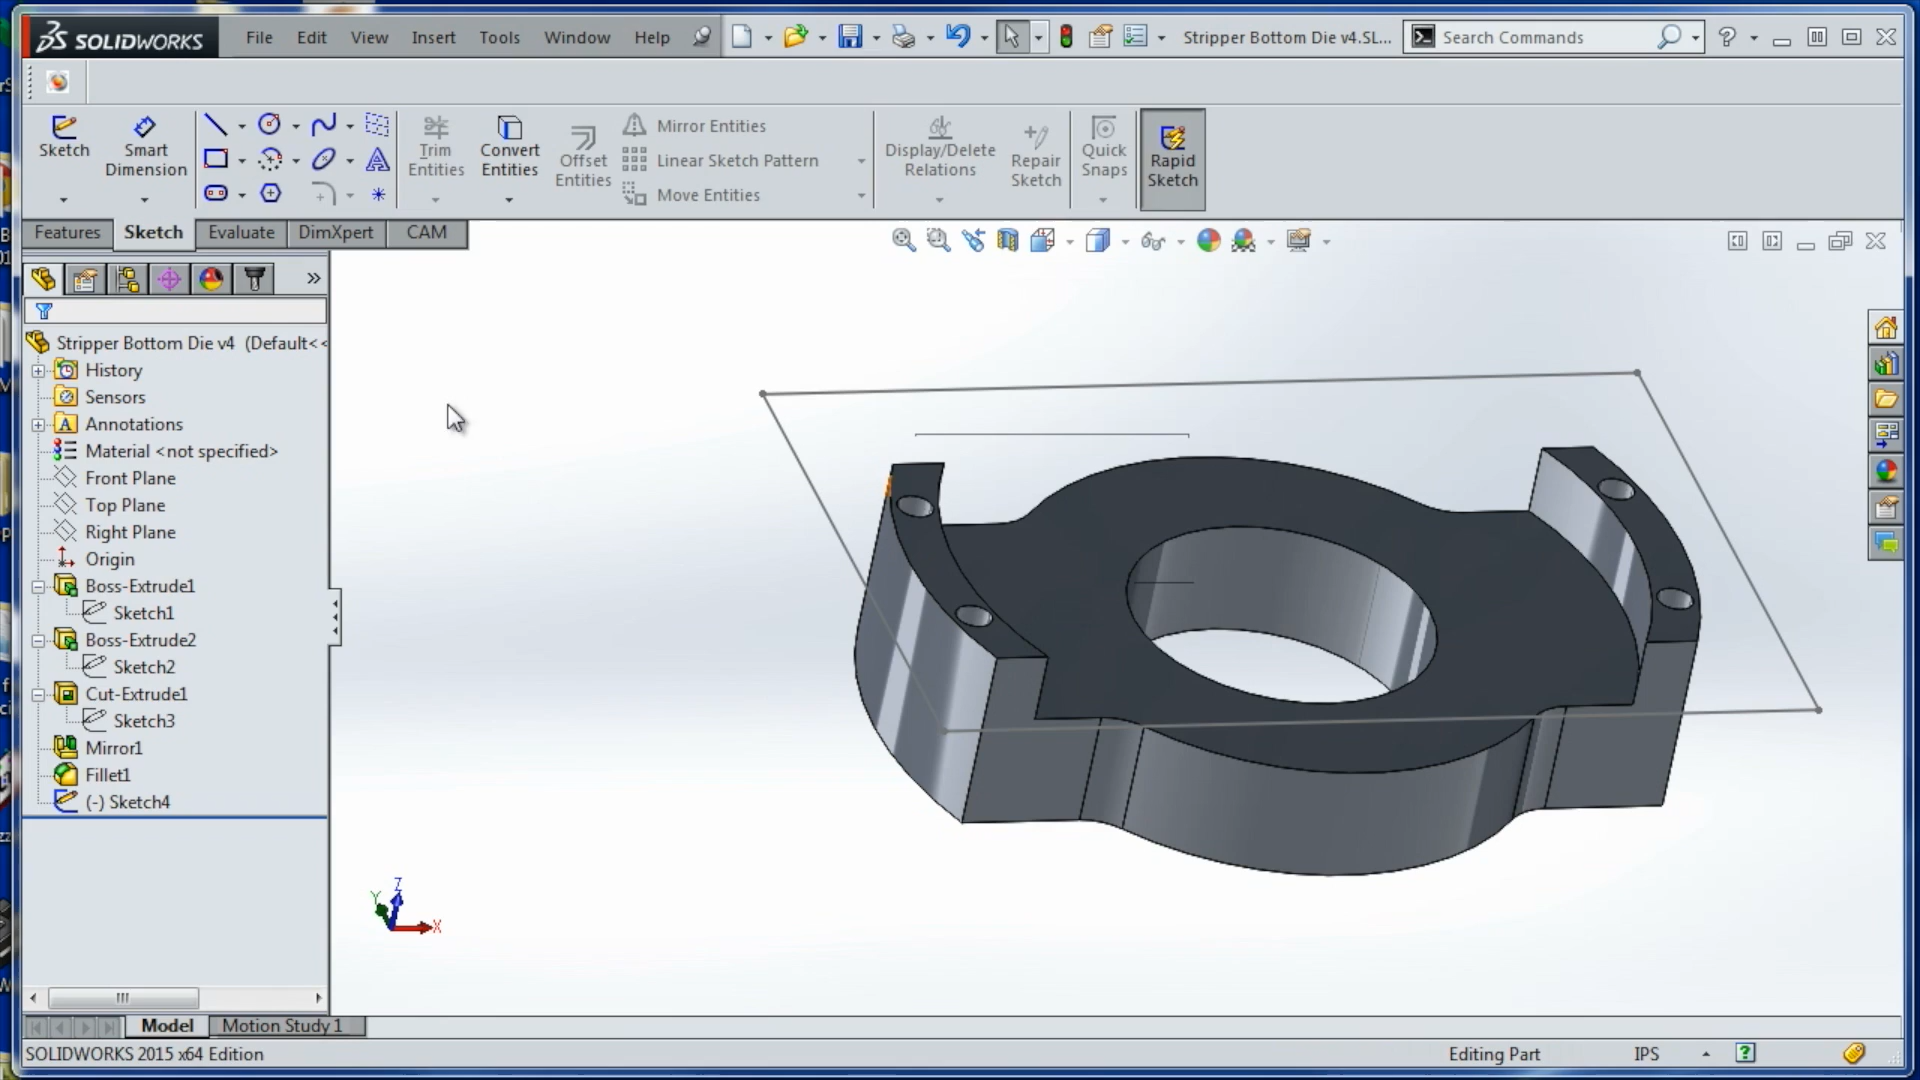 SOLIDWORKS File Edit View Insert Tools Window Help Stripper Bottom Die v4.SL... Search Commands
Sketch Smart Dimension Trim Entities Convert Entities Offset Entities Mirror Entities Linear Sketch Pattern Move Entities Display/Delete Relations Repair Sketch Quick Snaps Rapid Sketch
Features Sketch Evaluate DimXpert CAM
Stripper Bottom Die v4 (Default<<
History
Sensors
Annotations
Material <not specified>
Front Plane
Top Plane
Right Plane
Origin
Boss-Extrude1
Sketch1
Boss-Extrude2
Sketch2
Cut-Extrude1
Sketch3
Mirror1
Fillet1
(-) Sketch4
Z
Y
X
Model Motion Study 1
SOLIDWORKS 2015 x64 Edition Editing Part IPS